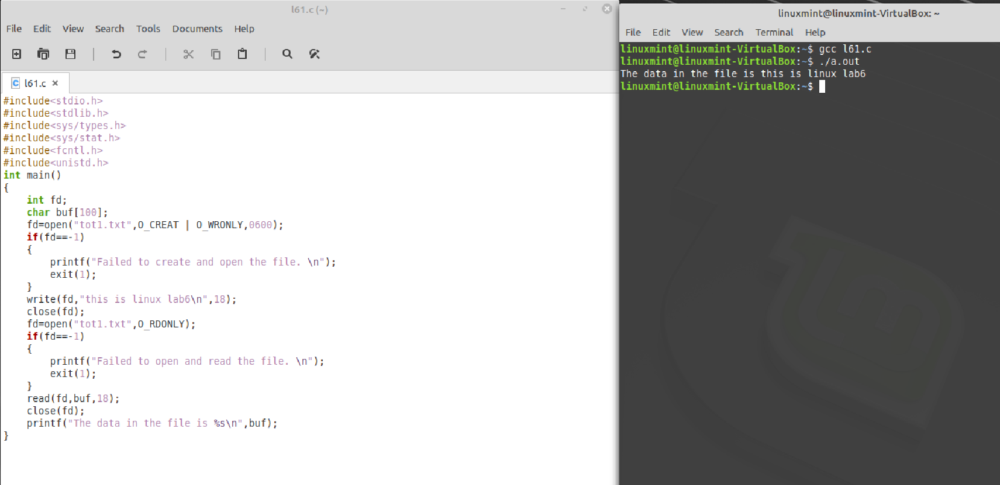 l61.c (~)
File Edit View Search Tools Documents Help
l61.c
#include<stdio.h>
#include<stdlib.h>
#include<sys/types.h>
#include<sys/stat.h>
#include<fcntl.h>
#include<unistd.h>
int main()
{
    int fd;
    char buf[100];
    fd=open("tot1.txt",O_CREAT | O_WRONLY,0600);
    if(fd==-1)
    {
        printf("Failed to create and open the file. \n");
        exit(1);
    }
    write(fd,"this is linux lab6\n",18);
    close(fd);
    fd=open("tot1.txt",O_RDONLY);
    if(fd==-1)
    {
        printf("Failed to open and read the file. \n");
        exit(1);
    }
    read(fd,buf,18);
    close(fd);
    printf("The data in the file is %s\n",buf);
}
linuxmint@linuxmint-VirtualBox: ~
File Edit View Search Terminal Help
linuxmint@linuxmint-VirtualBox:~$ gcc l61.c
linuxmint@linuxmint-VirtualBox:~$ ./a.out
The data in the file is this is linux lab6
linuxmint@linuxmint-VirtualBox:~$